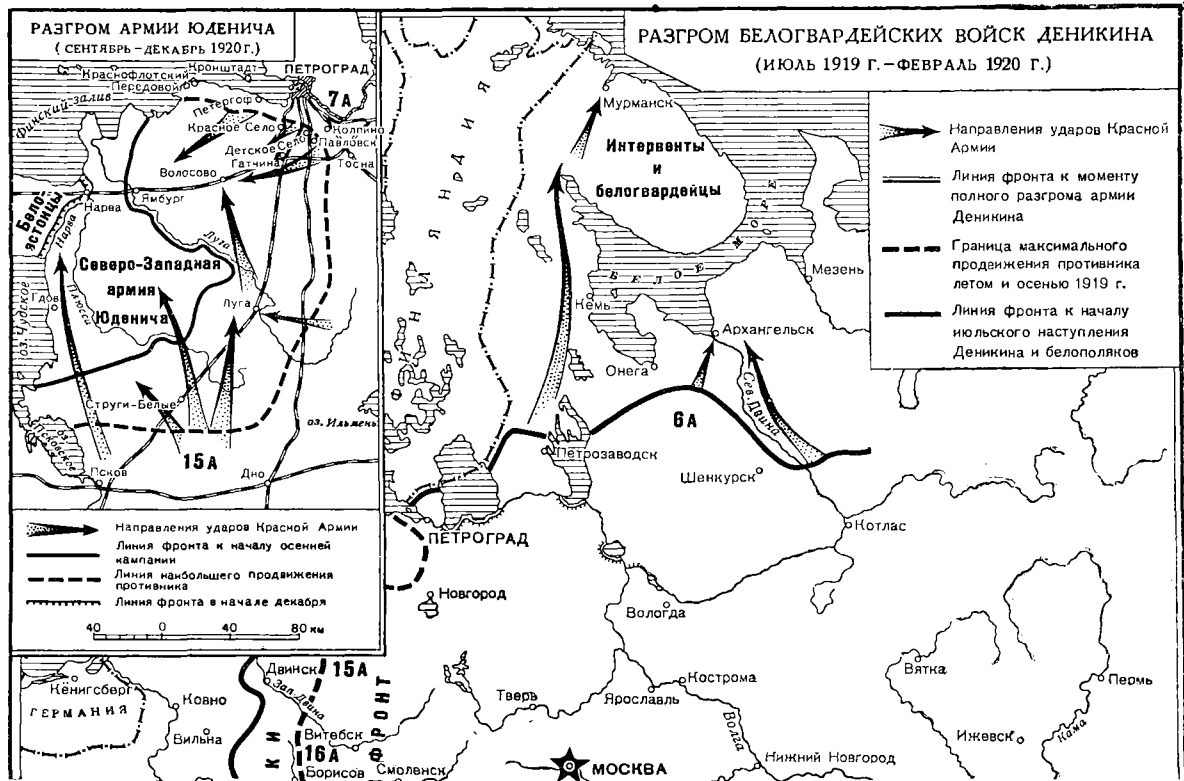 РАЗГРОМ АРМИИ ЮДЕНИЧА
(СЕНТЯБРЬ-ДЕКАБРЬ 1920 Г.)
Кронштадт
Краснофлотский
Передовой
ПЕТРОГРАД
7А
Финский залив
Петергоф
Красное Село
Колпино
Детское Село
Павловск
Гатчина
Тосна
Волосово
Бело-
эстонцы
Нарва
Ямбург
Нарва
Луга
Северо-Западная
армия
Юденича
Гдов
Плюсси
Луга
оз. Чудское
Струги-Белые
оз. Ильмень
Псковское оз.
15А
Псков
Дно
Направления ударов Красной Армии
Линия фронта к началу осенней
кампании
Линия наибольшего продвижения
противника
Линия фронта в начале декабря
40 0 40 80 км
РАЗГРОМ БЕЛОГВАРДЕЙСКИХ ВОЙСК ДЕНИКИНА
(ИЮЛЬ 1919 Г.-ФЕВРАЛЬ 1920 Г.)
Направления ударов Красной
Армии
Линия фронта к моменту
полного разгрома армии
Деникина
Граница максимального
продвижения противника
летом и осенью 1919 г.
Линия фронта к началу
июльского наступления
Деникина и белополяков
ФИНЛЯНДИЯ
Мурманск
Интервенты
и
белогвардейцы
БЕЛОЕ МОРЕ
Мезень
Кемь
Архангельск
Онега
Сев. Двина
6А
Петрозаводск
Шенкурск
Котлас
ПЕТРОГРАД
Новгород
Вологда
Двинск
15А
Зап. Двина
Кёнигсберг
ГЕРМАНИЯ
Ковно
Вильна
Витебск
16А
Борисов
КИ
ФРОНТ
Смоленск
Тверь
Ярославль
Кострома
Волга
МОСКВА
Нижний Новгород
Вятка
Пермь
Ижевск
Кама